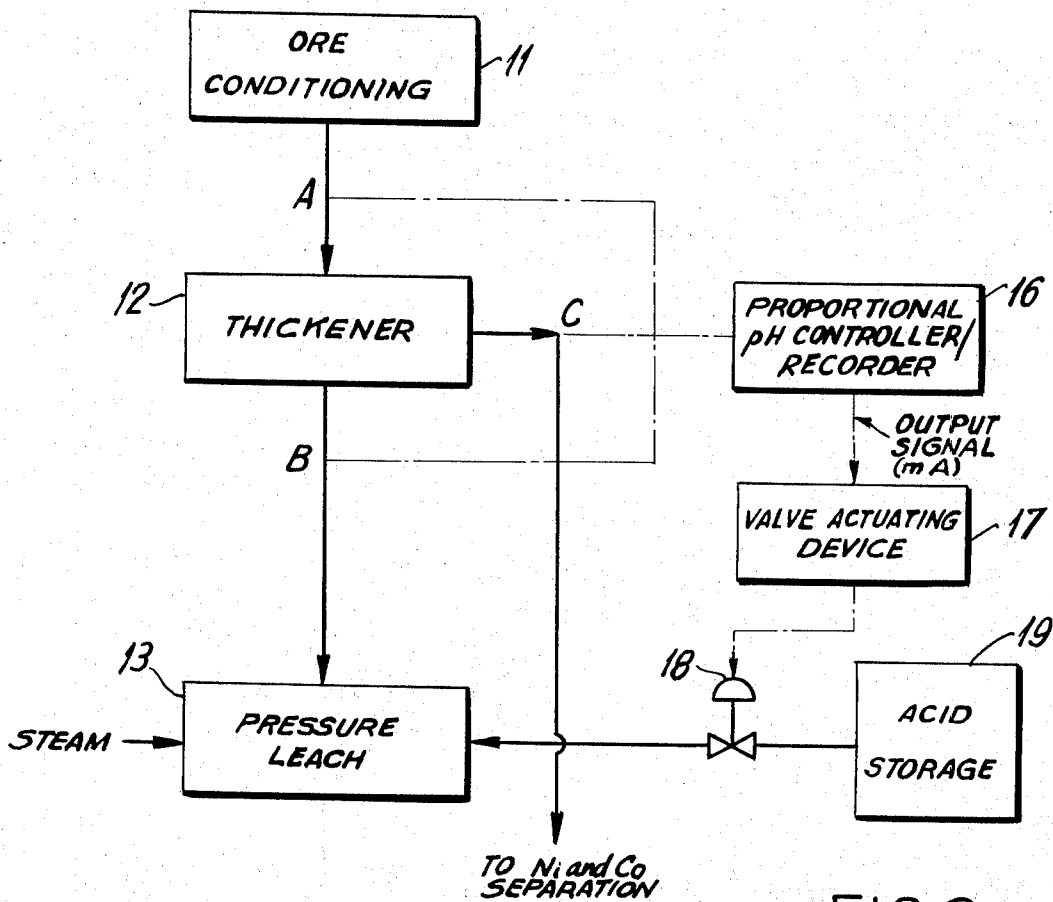 ORE
CONDITIONING
11
A
12
THICKENER
C
PROPORTIONAL
pH CONTROLLER/
RECORDER
16
OUTPUT
SIGNAL
(mA)
B
VALVE ACTUATING
DEVICE
17
13
PRESSURE
LEACH
STEAM
18
19
ACID
STORAGE
TO Ni and Co
SEPARATION